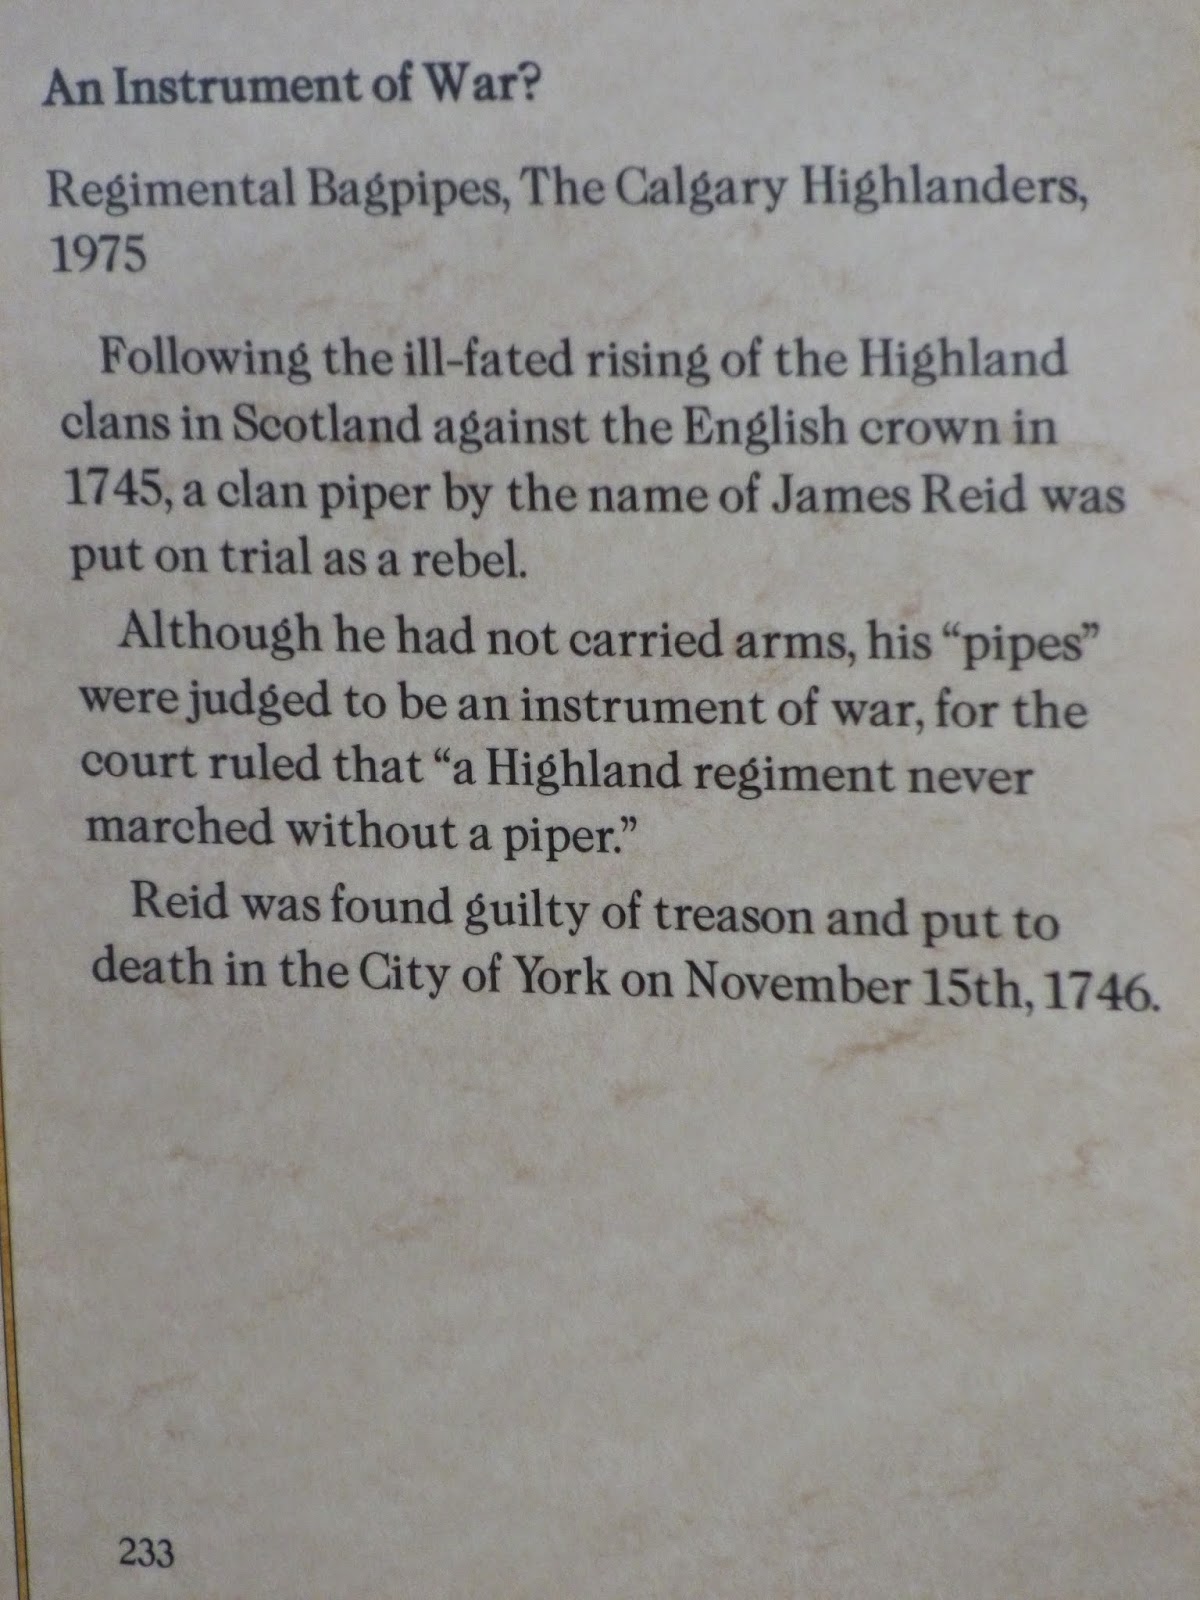 An Instrument of War?
Regimental Bagpipes, The Calgary Highlanders,
1975
Following the ill-fated rising of the Highland
clans in Scotland against the English crown in
1745, a clan piper by the name of James Reid was
put on trial as a rebel.
Although he had not carried arms, his “pipes”
were judged to be an instrument of war, for the
court ruled that “a Highland regiment never
marched without a piper.”
Reid was found guilty of treason and put to
death in the City of York on November 15th, 1746.
233